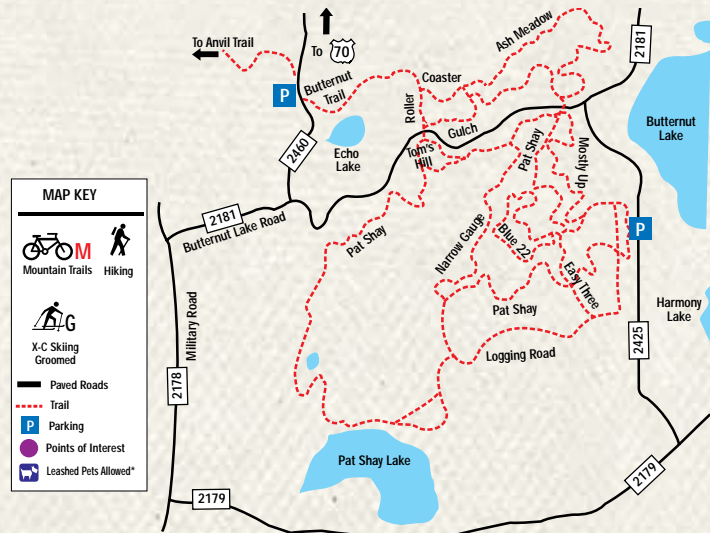 To Anvil Trail
To 70
Ash Meadow
2181
Butternut
Trail
Coaster
P
Roller
Gulch
Butternut
Lake
2460
Echo
Lake
Tom's
Hill
Pat Shay
Mostly Up
MAP KEY
M
Mountain Trails
Hiking
G
X-C Skiing
Groomed
Paved Roads
Trail
P
Parking
Points of Interest
Leashed Pets Allowed*
2181
Butternut Lake Road
Pat Shay
Narrow Gauge
Blue 22
P
Easy Three
Pat Shay
Harmony
Lake
Military Road
Logging Road
2425
2178
Pat Shay Lake
2179
2179